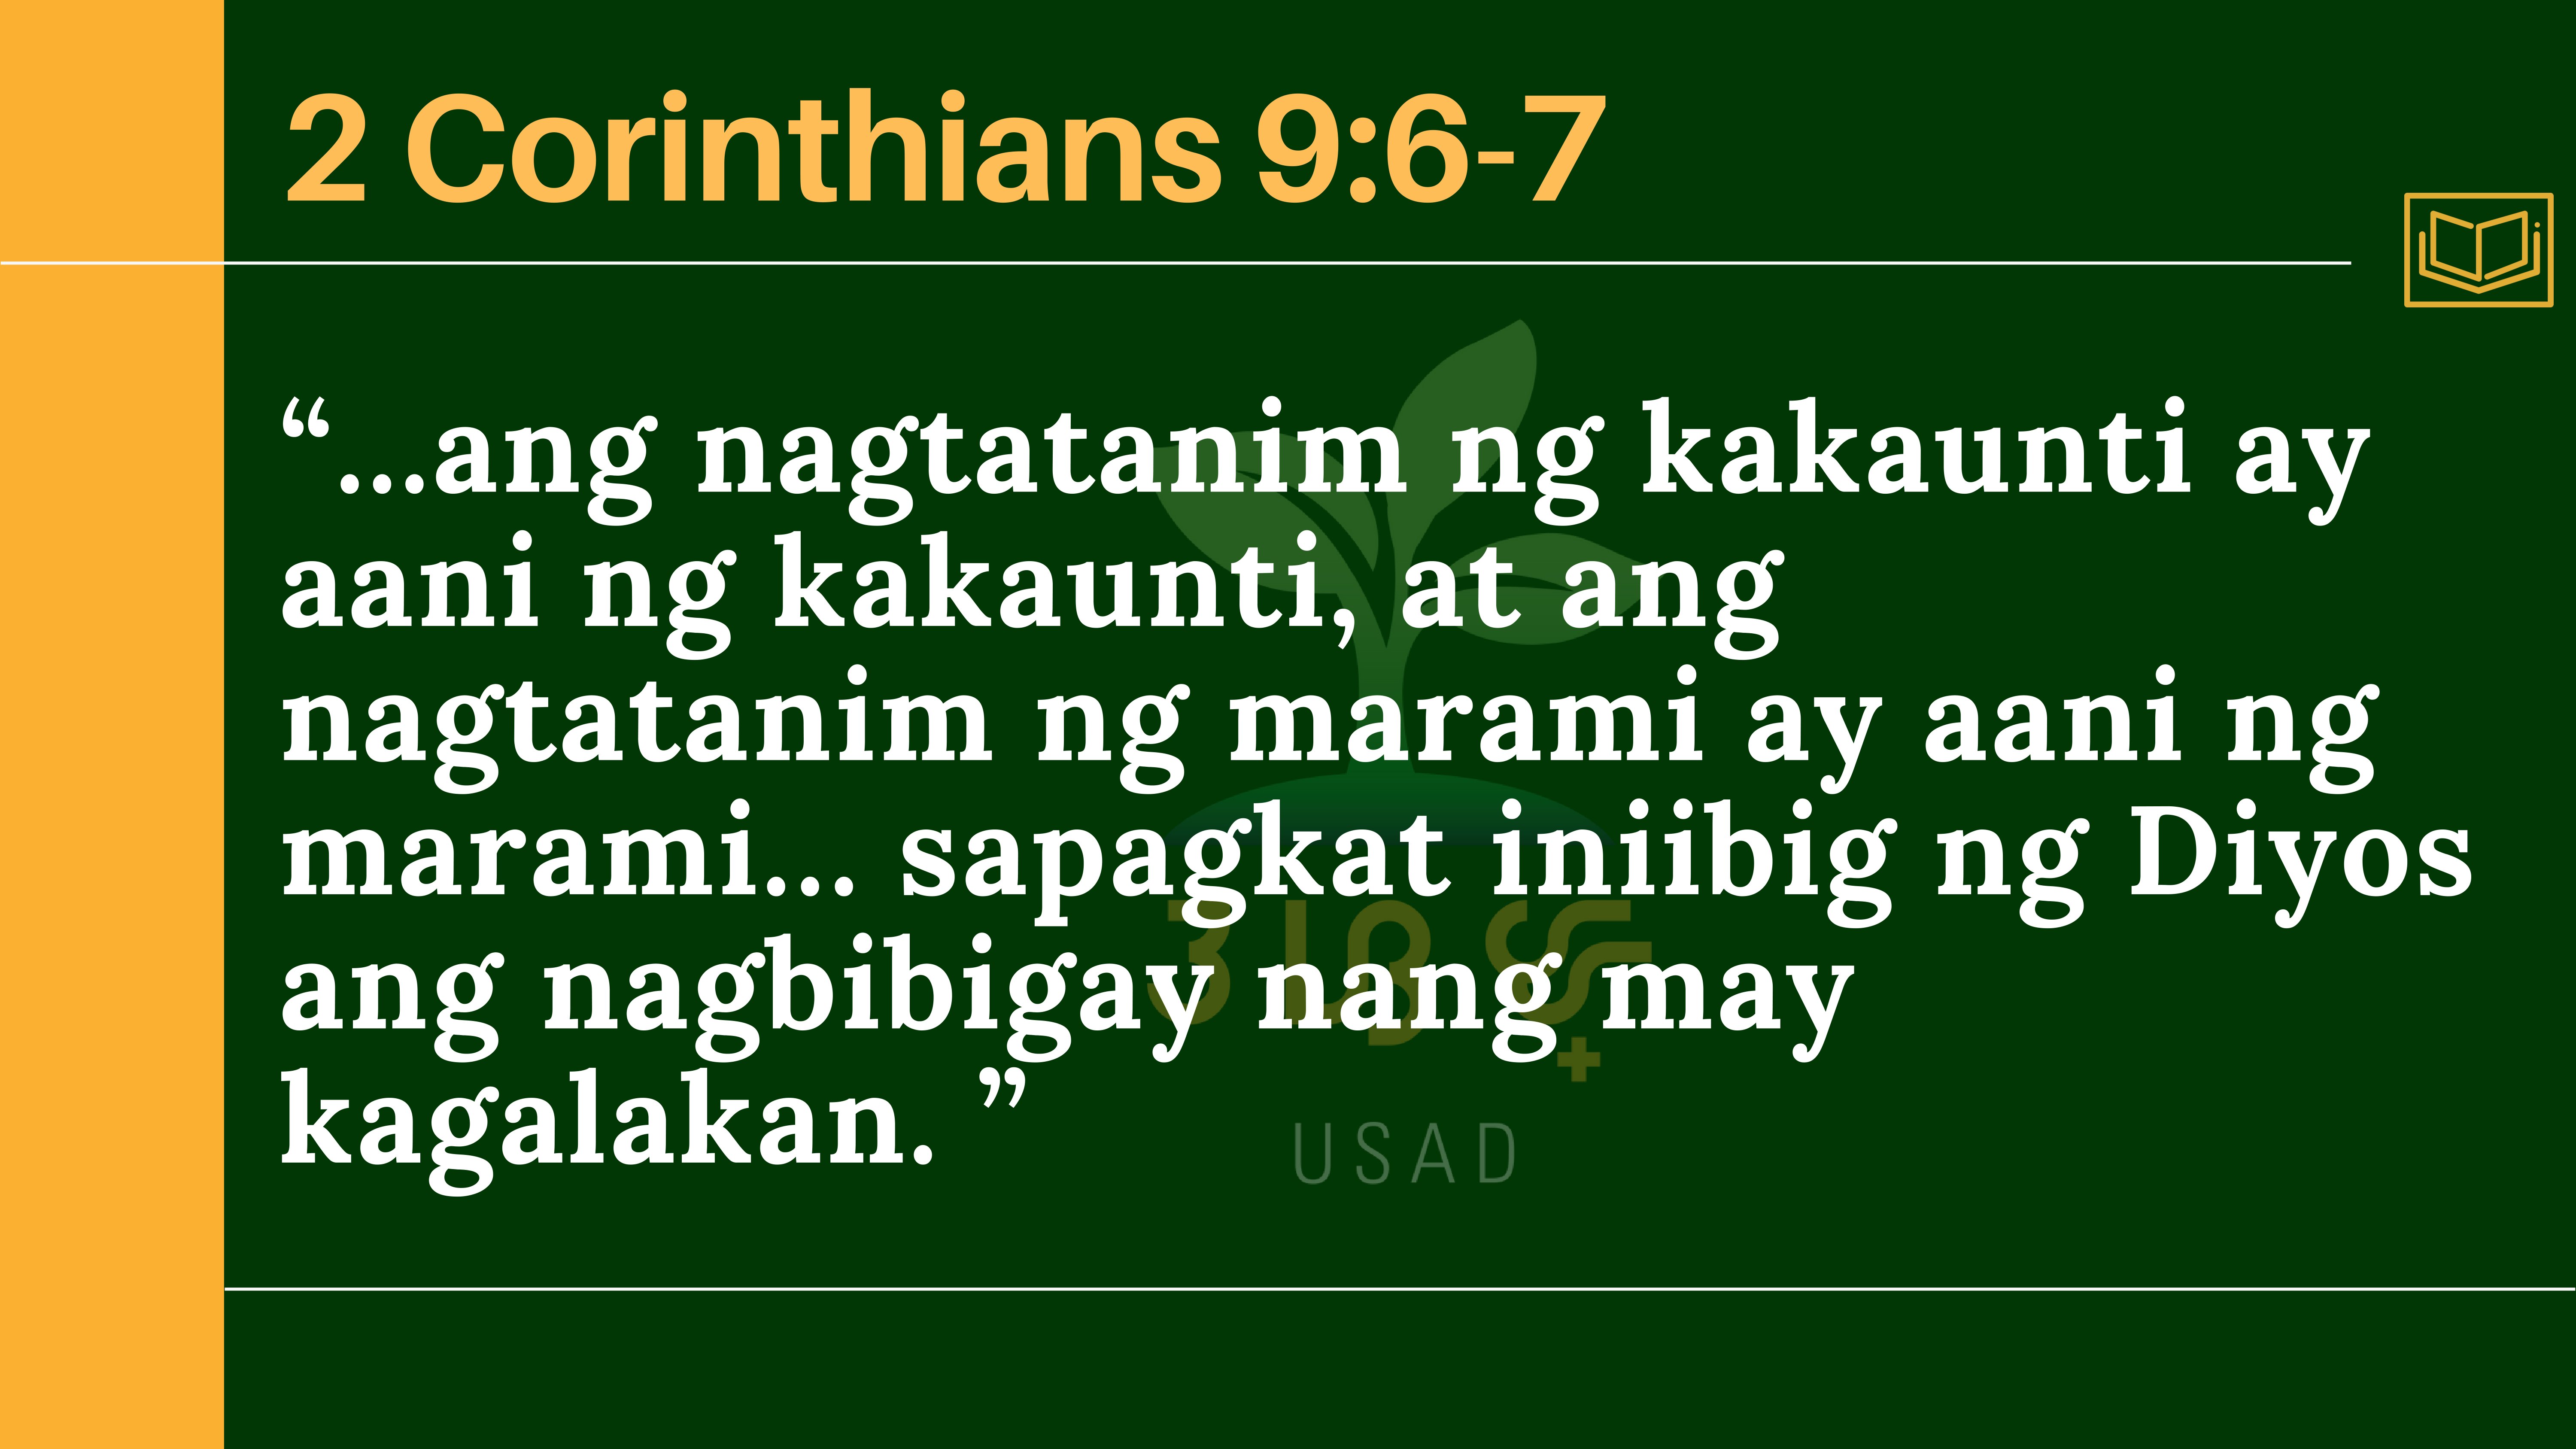 2 Corinthians 9:6-7
“...ang nagtatanim ng kakaunti ay
aani ng kakaunti, at ang
nagtatanim ng marami ay aani ng
marami... sapagkat iniibig ng Diyos
ang nagbibigay nang may
kagalakan. ”
USAD